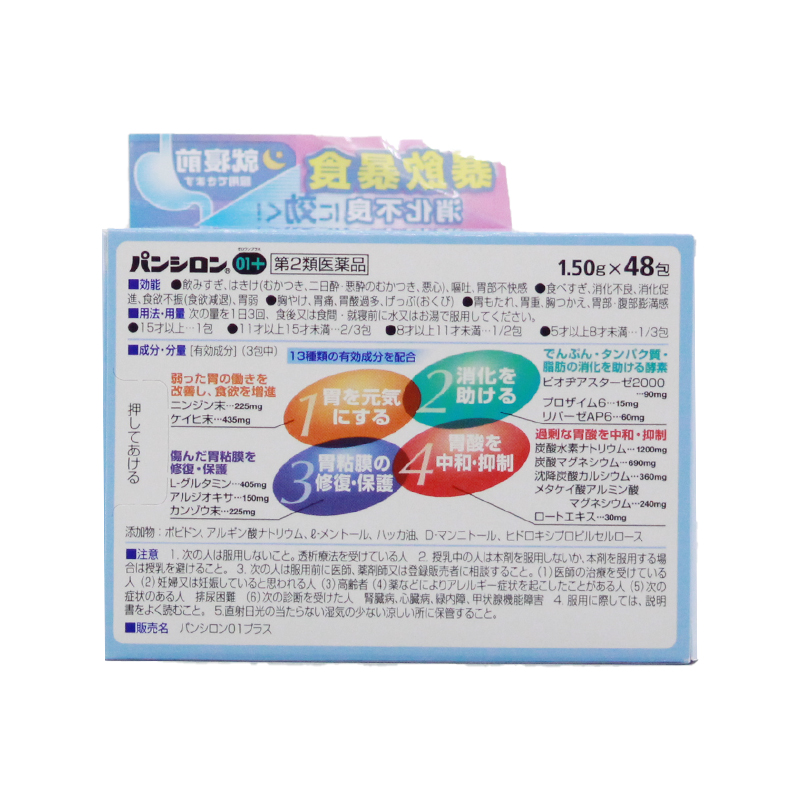 暴飲暴食
就寝前
服用できます
消化不良に効く!
パンシロン® 01+ 第2類医薬品 1.50g×48包
■効能 ●飲みすぎ、はきけ(むかつき、二日酔・悪酔のむかつき、悪心)、嘔吐、胃部不快感 ●食べすぎ、消化不良、消化促
進、食欲不振(食欲減退)、胃弱 ●胸やけ、胃痛、胃酸過多、げっぷ(おくび) ●胃もたれ、胃重、胸つかえ、胃部・腹部膨満感
■用法・用量 次の量を1日3回、食後又は食間・就寝前に水又はお湯で服用してください。
●15才以上…1包 ●11才以上15才未満…2/3包 ●8才以上11才未満…1/2包 ●5才以上8才未満…1/3包
■成分・分量 [有効成分] (3包中) 13種類の有効成分を配合
弱った胃の働きを
改善し、食欲を増進
ニンジン末…225mg
ケイヒ末…435mg
1 胃を元気
にする
2 消化を
助ける
でんぷん・タンパク質・
脂肪の消化を助ける酵素
ビオヂアスターゼ2000
…90mg
プロザイム6…15mg
リパーゼAP6…60mg
押してあける
傷んだ胃粘膜を
修復・保護
L-グルタミン…405mg
アルジオキサ…150mg
カンゾウ末…225mg
3 胃粘膜の
修復・保護
4 胃酸を
中和・抑制
過剰な胃酸を中和・抑制
炭酸水素ナトリウム…1200mg
炭酸マグネシウム…690mg
沈降炭酸カルシウム…360mg
メタケイ酸アルミン酸
マグネシウム…240mg
ロートエキス…30mg
添加物:ポビドン、アルギン酸ナトリウム、ℓ-メントール、ハッカ油、D-マンニトール、ヒドロキシプロピルセルロース
■注意 1. 次の人は服用しないこと。透析療法を受けている人 2. 授乳中の人は本剤を服用しないか、本剤を服用する場
合は授乳を避けること。 3. 次の人は服用前に医師、薬剤師又は登録販売者に相談すること。(1)医師の治療を受けている
人 (2)妊婦又は妊娠していると思われる人 (3)高齢者 (4)薬などによりアレルギー症状を起こしたことがある人 (5)次の
症状のある人 排尿困難 (6)次の診断を受けた人 腎臓病、心臓病、緑内障、甲状腺機能障害 4. 服用に際しては、説明
書をよく読むこと。 5.直射日光の当たらない湿気の少ない涼しい所に保管すること。
■販売名 パンシロン01プラス